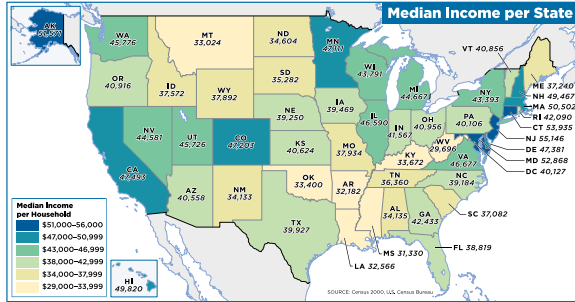 Median Income per State
AK
51,571
WA
45,776
MT
33,024
ND
34,604
MN
47,111
VT 40,856
OR
40,916
ID
37,572
WY
37,892
SD
35,282
WI
43,791
MI
44,667
NY
43,393
ME 37,240
NH 49,467
MA 50,502
RI 42,090
CT 53,935
NJ 55,146
DE 47,381
MD 52,868
DC 40,127
NV
44,581
UT
45,726
CO
47,203
NE
39,250
IA
39,469
IL
46,590
IN
41,567
OH
40,956
PA
40,106
WV
29,696
VA
46,677
CA
47,493
AZ
40,558
NM
34,133
KS
40,624
MO
37,934
KY
33,672
NC
39,184
TN
36,360
OK
33,400
AR
32,182
SC 37,082
TX
39,927
AL
34,135
GA
42,433
MS 31,330
LA 32,566
FL 38,819
HI
49,820
Median Income
per Household
$51,000–56,000
$47,000–50,999
$43,000–46,999
$38,000–42,999
$34,000–37,999
$29,000–33,999
SOURCE: Census 2000, U.S. Census Bureau